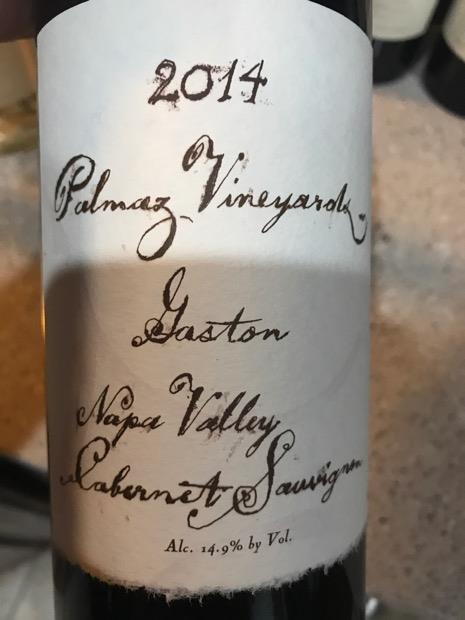 2014
Palmaz Vineyards
Gaston
Napa Valley
Cabernet Sauvignon
Alc. 14.9% by Vol.